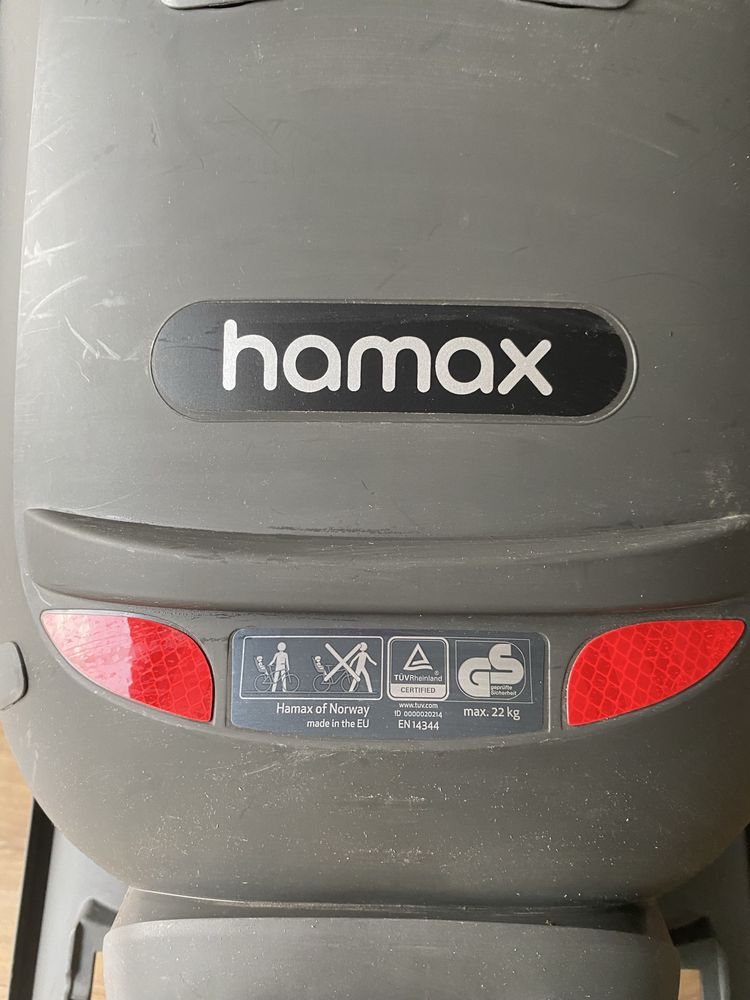 hamax
TÜVRheinland
CERTIFIED
GS
geprüfte
Sicherheit
Hamax of Norway
made in the EU
www.tuv.com
ID 0000020214
EN 14344
max. 22 kg